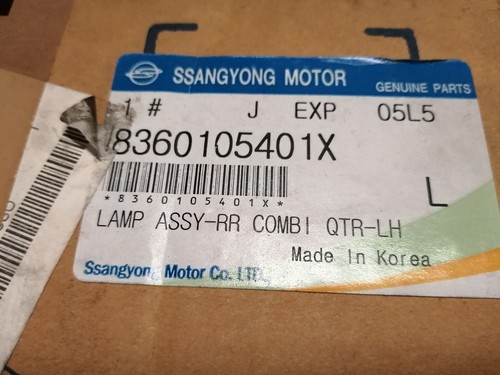 SSANGYONG MOTOR
GENUINE PARTS
1 # J EXP 05L5
8360105401X
*8360105401X*
L
LAMP ASSY-RR COMBI QTR-LH
Made In Korea
Ssangyong Motor Co. LTD.